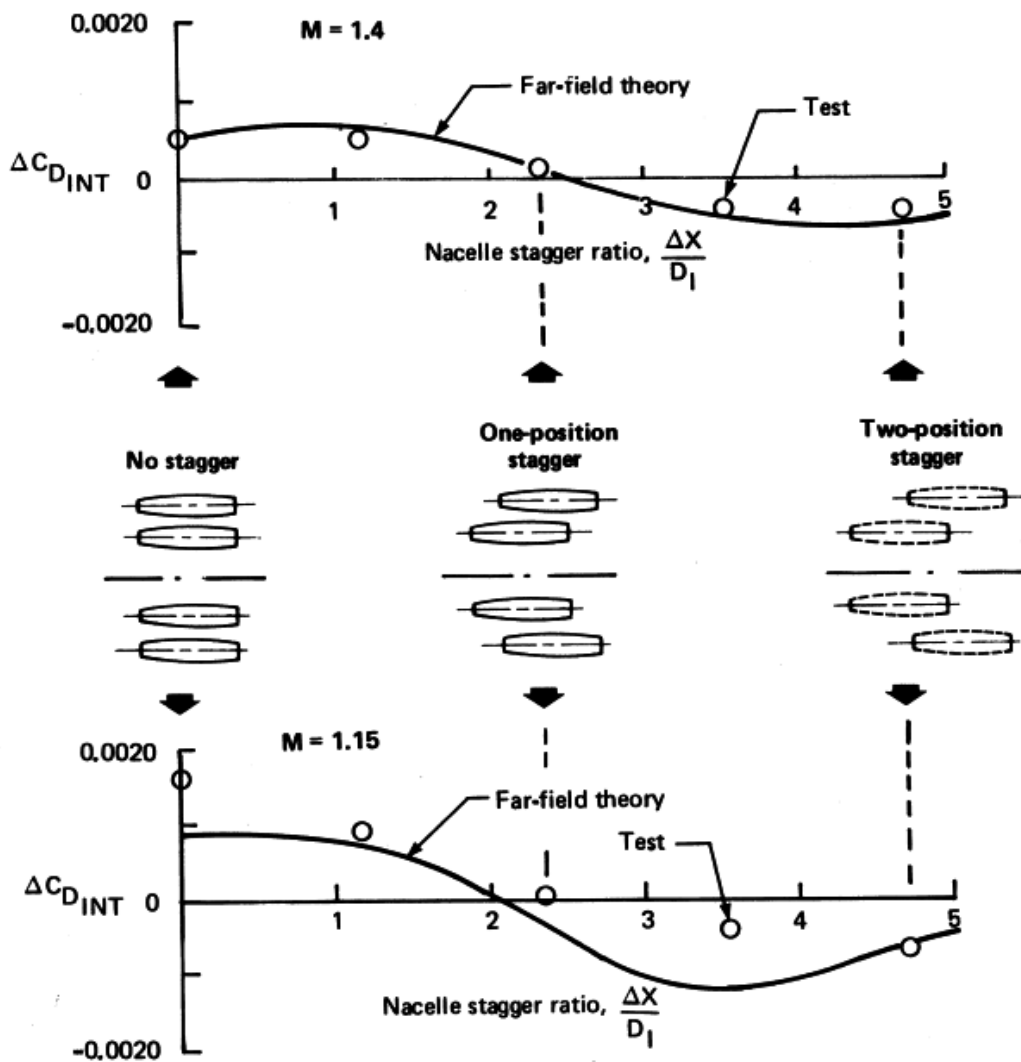 0.0020
M = 1.4
Far-field theory
Test
ΔC_D_INT
0
1
2
3
4
5
Nacelle stagger ratio, ΔX/D_I
-0.0020
No stagger
One-position
stagger
Two-position
stagger
0.0020
M = 1.15
Far-field theory
Test
ΔC_D_INT
0
1
2
3
4
5
Nacelle stagger ratio, ΔX/D_I
-0.0020